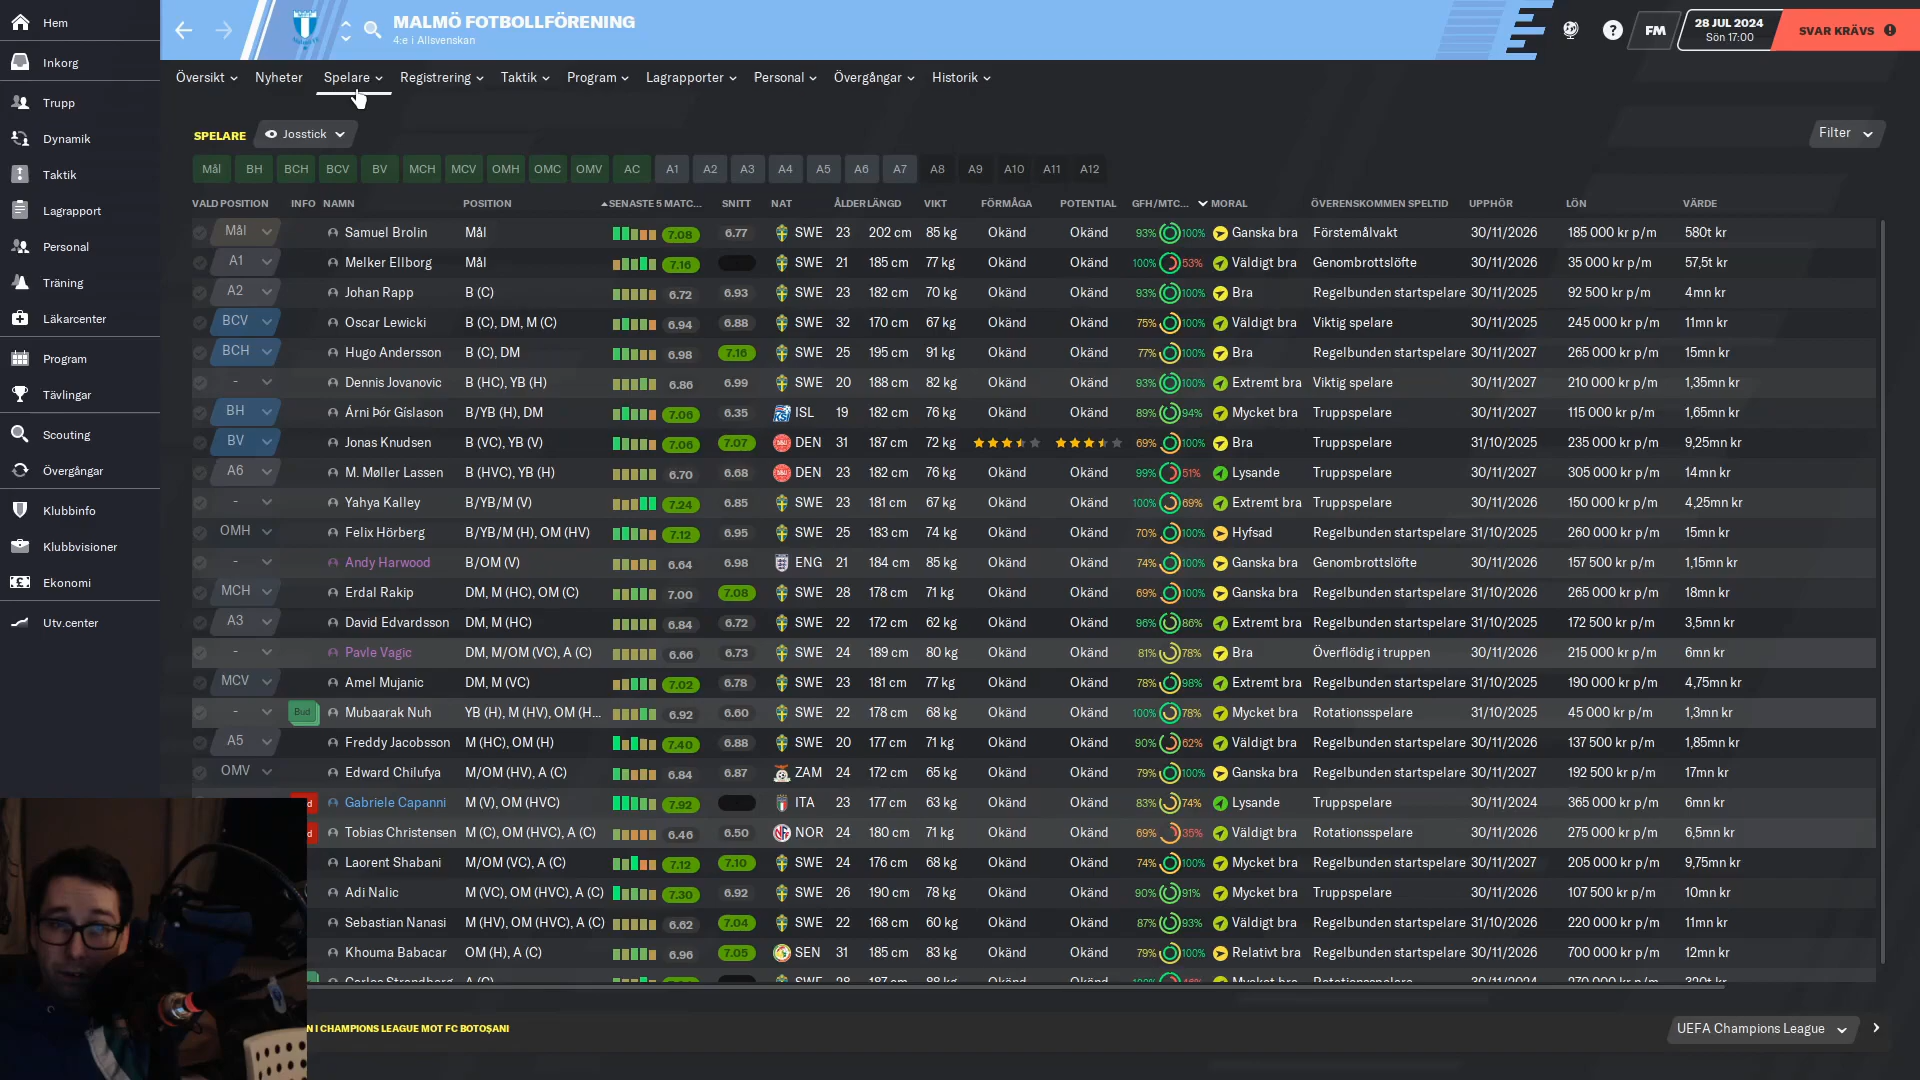 Hem
Inkorg
Trupp
Dynamik
Taktik
Lagrapport
Personal
Träning
Läkarcenter
Program
Tävlingar
Scouting
Övergångar
Klubbinfo
Klubbvisioner
Ekonomi
Utv.center
MALMÖ FOTBOLLFÖRENING
4:e i Allsvenskan
FM
28 JUL 2024
Sön 17:00
SVAR KRÄVS
Översikt Nyheter Spelare Registrering Taktik Program Lagrapporter Personal Övergångar Historik
SPELARE Josstick Filter
Mål BH BCH BCV BV MCH MCV OMH OMC OMV AC A1 A2 A3 A4 A5 A6 A7 A8 A9 A10 A11 A12
VALD POSITION INFO NAMN POSITION SENASTE 5 MATC... SNITT NAT ÅLDER LÄNGD VIKT FÖRMÅGA POTENTIAL GFH/MTC... MORAL ÖVERENSKOMMEN SPELTID UPPHÖR LÖN VÄRDE
Mål Samuel Brolin Mål 7.08 6.77 SWE 23 202 cm 85 kg Okänd Okänd 93% 100% Ganska bra Förstemålvakt 30/11/2026 185 000 kr p/m 580t kr
A1 Melker Ellborg Mål 7.16 SWE 21 185 cm 77 kg Okänd Okänd 100% 53% Väldigt bra Genombrottslöfte 30/11/2026 35 000 kr p/m 57,5t kr
A2 Johan Rapp B (C) 6.72 6.93 SWE 23 182 cm 70 kg Okänd Okänd 93% 100% Bra Regelbunden startspelare 30/11/2025 92 500 kr p/m 4mn kr
BCV Oscar Lewicki B (C), DM, M (C) 6.94 6.88 SWE 32 170 cm 67 kg Okänd Okänd 75% 100% Väldigt bra Viktig spelare 30/11/2025 245 000 kr p/m 11mn kr
BCH Hugo Andersson B (C), DM 6.98 7.16 SWE 25 195 cm 91 kg Okänd Okänd 77% 100% Bra Regelbunden startspelare 30/11/2027 265 000 kr p/m 15mn kr
- Dennis Jovanovic B (HC), YB (H) 6.86 6.99 SWE 20 188 cm 82 kg Okänd Okänd 93% 100% Extremt bra Viktig spelare 30/11/2027 210 000 kr p/m 1,35mn kr
BH Árni Þór Gíslason B/YB (H), DM 7.06 6.35 ISL 19 182 cm 76 kg Okänd Okänd 89% 94% Mycket bra Truppspelare 30/11/2027 115 000 kr p/m 1,65mn kr
BV Jonas Knudsen B (VC), YB (V) 7.06 7.07 DEN 31 187 cm 72 kg 69% 100% Bra Truppspelare 31/10/2025 235 000 kr p/m 9,25mn kr
A6 M. Møller Lassen B (HVC), YB (H) 6.70 6.68 DEN 23 182 cm 76 kg Okänd Okänd 99% 51% Lysande Truppspelare 30/11/2027 305 000 kr p/m 14mn kr
- Yahya Kalley B/YB/M (V) 7.24 6.85 SWE 23 181 cm 67 kg Okänd Okänd 100% 69% Extremt bra Truppspelare 30/11/2026 150 000 kr p/m 4,25mn kr
OMH Felix Hörberg B/YB/M (H), OM (HV) 7.12 6.95 SWE 25 183 cm 74 kg Okänd Okänd 70% 100% Hyfsad Regelbunden startspelare 31/10/2025 260 000 kr p/m 15mn kr
- Andy Harwood B/OM (V) 6.64 6.98 ENG 21 184 cm 85 kg Okänd Okänd 74% 100% Ganska bra Genombrottslöfte 30/11/2026 157 500 kr p/m 1,15mn kr
MCH Erdal Rakip DM, M (HC), OM (C) 7.00 7.08 SWE 28 178 cm 71 kg Okänd Okänd 69% 100% Ganska bra Regelbunden startspelare 31/10/2026 265 000 kr p/m 18mn kr
A3 David Edvardsson DM, M (HC) 6.84 6.72 SWE 22 172 cm 62 kg Okänd Okänd 96% 86% Extremt bra Regelbunden startspelare 31/10/2025 172 500 kr p/m 3,5mn kr
- Pavle Vagic DM, M/OM (VC), A (C) 6.66 6.73 SWE 24 189 cm 80 kg Okänd Okänd 81% 78% Bra Överflödig i truppen 30/11/2026 215 000 kr p/m 6mn kr
MCV Amel Mujanic DM, M (VC) 7.02 6.78 SWE 23 181 cm 77 kg Okänd Okänd 78% 98% Extremt bra Regelbunden startspelare 31/10/2025 190 000 kr p/m 4,75mn kr
- Bud Mubaarak Nuh YB (H), M (HV), OM (H... 6.92 6.60 SWE 22 178 cm 68 kg Okänd Okänd 100% 78% Mycket bra Rotationsspelare 31/10/2025 45 000 kr p/m 1,3mn kr
A5 Freddy Jacobsson M (HC), OM (H) 7.40 6.88 SWE 20 177 cm 71 kg Okänd Okänd 90% 62% Väldigt bra Regelbunden startspelare 30/11/2026 137 500 kr p/m 1,85mn kr
OMV Edward Chilufya M/OM (HV), A (C) 6.84 6.87 ZAM 24 172 cm 65 kg Okänd Okänd 79% 100% Ganska bra Regelbunden startspelare 30/11/2027 192 500 kr p/m 17mn kr
Gabriele Capanni M (V), OM (HVC) 7.92 ITA 23 177 cm 63 kg Okänd Okänd 83% 74% Lysande Truppspelare 30/11/2024 365 000 kr p/m 6mn kr
Tobias Christensen M (C), OM (HVC), A (C) 6.46 6.50 NOR 24 180 cm 71 kg Okänd Okänd 69% 35% Väldigt bra Rotationsspelare 30/11/2026 275 000 kr p/m 6,5mn kr
Laorent Shabani M/OM (VC), A (C) 7.12 7.10 SWE 24 176 cm 68 kg Okänd Okänd 74% 100% Mycket bra Regelbunden startspelare 30/11/2027 205 000 kr p/m 9,75mn kr
Adi Nalic M (VC), OM (HVC), A (C) 7.30 6.92 SWE 26 190 cm 78 kg Okänd Okänd 90% 91% Mycket bra Truppspelare 30/11/2026 107 500 kr p/m 10mn kr
Sebastian Nanasi M (HV), OM (HVC), A (C) 6.62 7.04 SWE 22 168 cm 60 kg Okänd Okänd 87% 93% Väldigt bra Regelbunden startspelare 31/10/2026 220 000 kr p/m 11mn kr
Khouma Babacar OM (H), A (C) 6.96 7.05 SEN 31 185 cm 83 kg Okänd Okänd 79% 100% Relativt bra Regelbunden startspelare 30/11/2026 700 000 kr p/m 12mn kr
Carlos Strandberg A (C) SWE 28 187 cm 88 kg Okänd Okänd Mycket bra Rotationsspelare 30/11/2024 270 000 kr p/m
N I CHAMPIONS LEAGUE MOT FC BOTOȘANI
UEFA Champions League